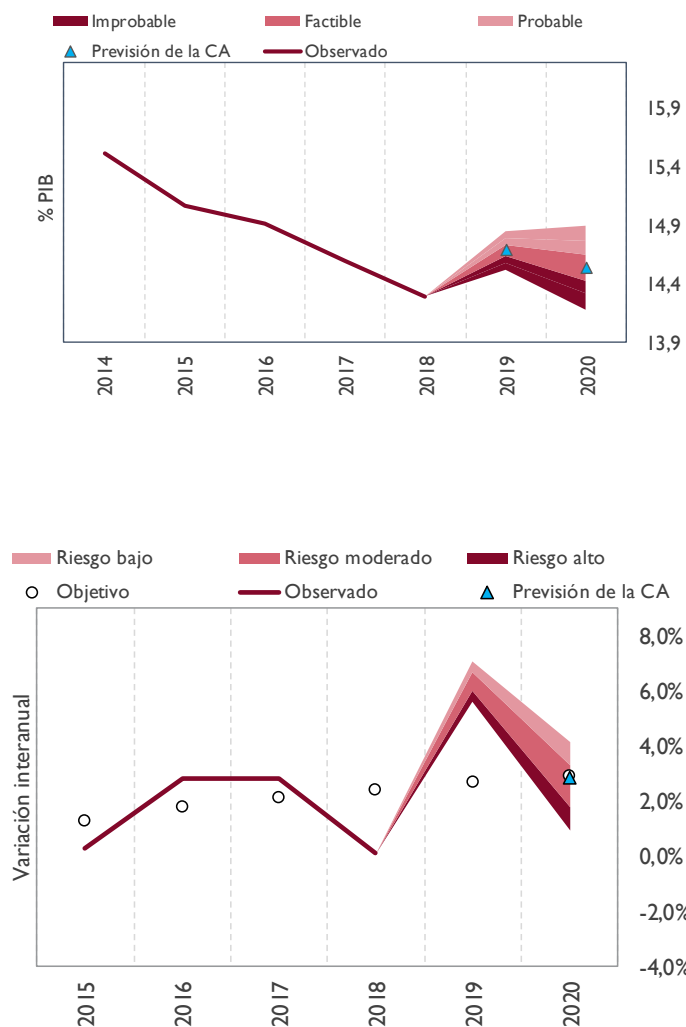 Improbable Factible Probable
Previsión de la CA Observado
15,9
15,4
14,9
14,4
13,9
% PIB
2014 2015 2016 2017 2018 2019 2020
Riesgo bajo Riesgo moderado Riesgo alto
Objetivo Observado Previsión de la CA
8,0%
6,0%
4,0%
2,0%
0,0%
-2,0%
-4,0%
Variación interanual
2015 2016 2017 2018 2019 2020